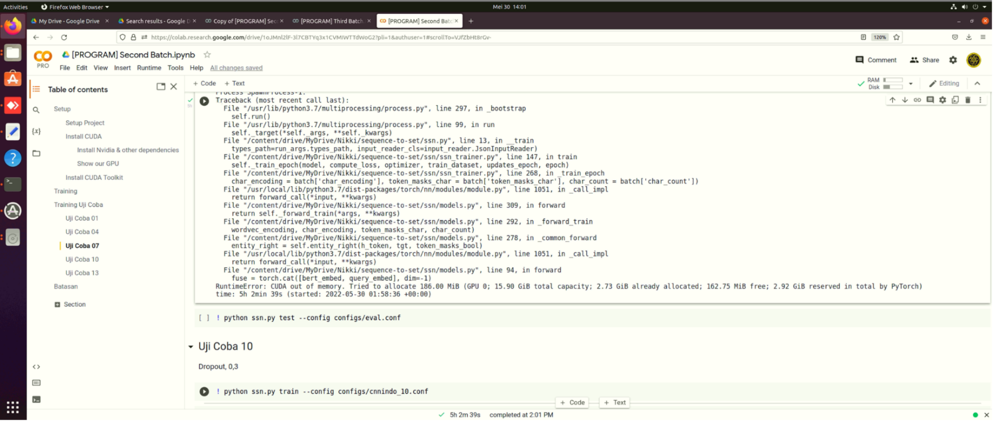 Activities
Firefox Web Browser
Mei 30 14:01
My Drive - Google Drive
Search results - Google D
Copy of [PROGRAM] Sec
[PROGRAM] Third Batch.
[PROGRAM] Second Batc
https://colab.research.google.com/drive/1oJMnl2lF-3l7CBTYq3x1CVMIWTTdWoG2?pli=1&authuser=1#scrollTo=VJfZbHt8rGv-
120%
CO
PRO
[PROGRAM] Second Batch.ipynb
File Edit View Insert Runtime Tools Help All changes saved
Comment
Share
Table of contents
+ Code + Text
RAM
Disk
Editing
Setup
Setup Project
Install CUDA
Install Nvidia & other dependencies
Show our GPU
Install CUDA Toolkit
Training
Training Uji Coba
Uji Coba 01
Uji Coba 04
Uji Coba 07
Uji Coba 10
Uji Coba 13
Batasan
Section
{x}
5h
Process SpawnProcess-1:
Traceback (most recent call last):
File "/usr/lib/python3.7/multiprocessing/process.py", line 297, in _bootstrap
self.run()
File "/usr/lib/python3.7/multiprocessing/process.py", line 99, in run
self._target(*self._args, **self._kwargs)
File "/content/drive/MyDrive/Nikki/sequence-to-set/ssn.py", line 13, in __train
types_path=run_args.types_path, input_reader_cls=input_reader.JsonInputReader)
File "/content/drive/MyDrive/Nikki/sequence-to-set/ssn/ssn_trainer.py", line 147, in train
self._train_epoch(model, compute_loss, optimizer, train_dataset, updates_epoch, epoch)
File "/content/drive/MyDrive/Nikki/sequence-to-set/ssn/ssn_trainer.py", line 268, in _train_epoch
char_encoding = batch['char_encoding'], token_masks_char = batch['token_masks_char'], char_count = batch['char_count'])
File "/usr/local/lib/python3.7/dist-packages/torch/nn/modules/module.py", line 1051, in _call_impl
return forward_call(*input, **kwargs)
File "/content/drive/MyDrive/Nikki/sequence-to-set/ssn/models.py", line 309, in forward
return self._forward_train(*args, **kwargs)
File "/content/drive/MyDrive/Nikki/sequence-to-set/ssn/models.py", line 292, in _forward_train
wordvec_encoding, char_encoding, token_masks_char, char_count)
File "/content/drive/MyDrive/Nikki/sequence-to-set/ssn/models.py", line 278, in _common_forward
entity_right = self.entity_right(h_token, tgt, token_masks_bool)
File "/usr/local/lib/python3.7/dist-packages/torch/nn/modules/module.py", line 1051, in _call_impl
return forward_call(*input, **kwargs)
File "/content/drive/MyDrive/Nikki/sequence-to-set/ssn/models.py", line 94, in forward
fuse = torch.cat([bert_embed, query_embed], dim=-1)
RuntimeError: CUDA out of memory. Tried to allocate 186.00 MiB (GPU 0; 15.90 GiB total capacity; 2.73 GiB already allocated; 162.75 MiB free; 2.92 GiB reserved in total by PyTorch)
time: 5h 2min 39s (started: 2022-05-30 01:58:36 +00:00)
[ ] ! python ssn.py test --config configs/eval.conf
Uji Coba 10
Dropout, 0,3
! python ssn.py train --config configs/cnnindo_10.conf
+ Code + Text
5h 2m 39s completed at 2:01 PM